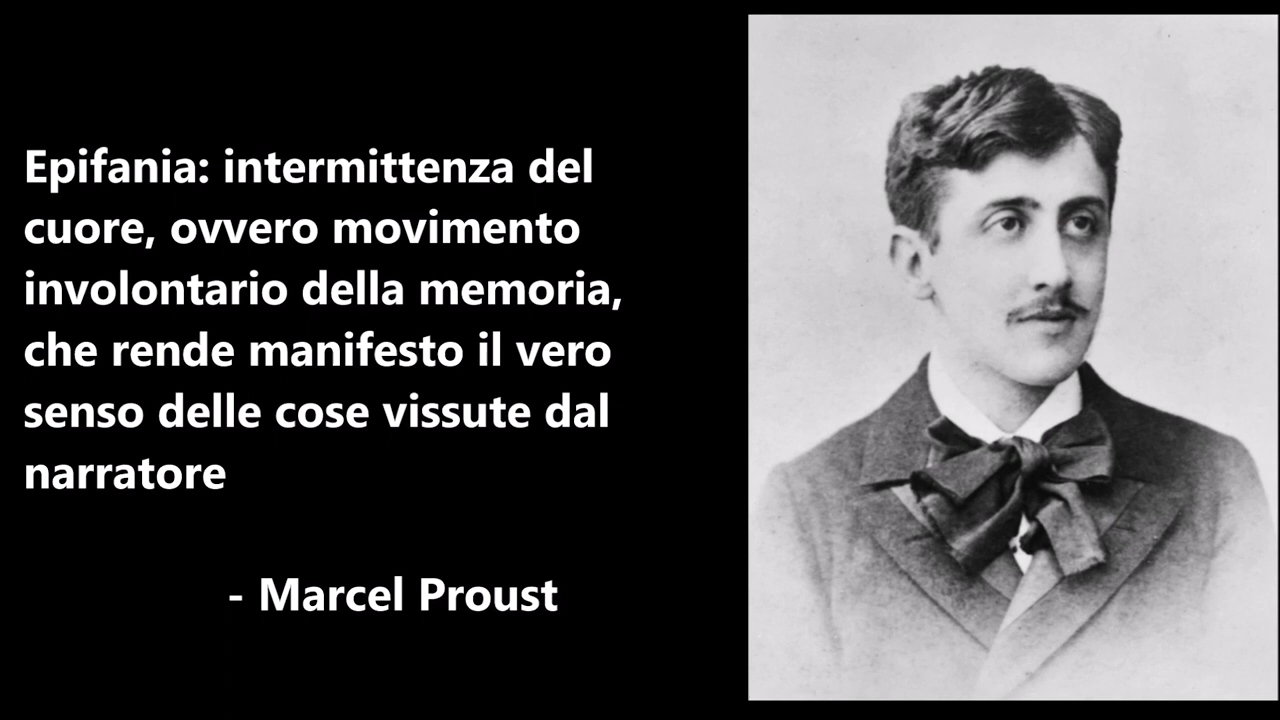 Epifania: intermittenza del
cuore, ovvero movimento
involontario della memoria,
che rende manifesto il vero
senso delle cose vissute dal
narratore
- Marcel Proust